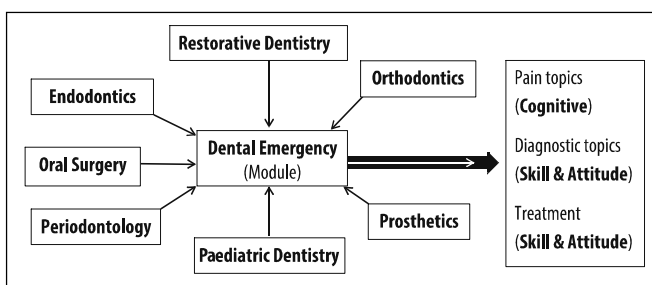 Restorative Dentistry
Orthodontics
Endodontics
Oral Surgery
Periodontology
Dental Emergency
(Module)
Prosthetics
Paediatric Dentistry
Pain topics
(Cognitive)
Diagnostic topics
(Skill & Attitude)
Treatment
(Skill & Attitude)